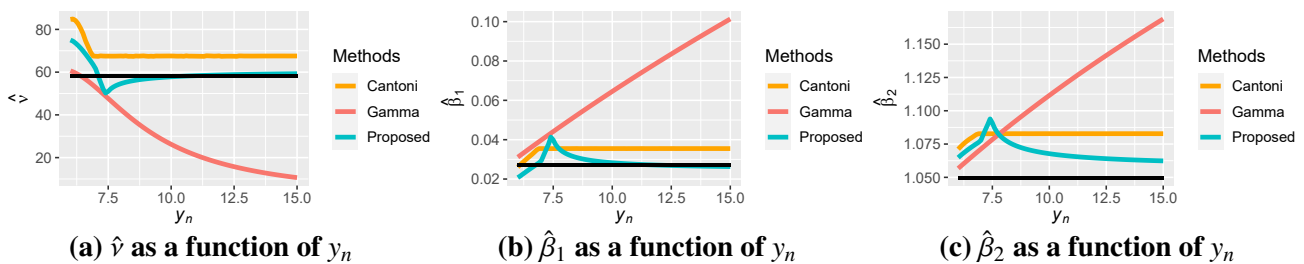 80
60
40
20
7.5 10.0 12.5 15.0
yₙ
ν̂
Methods
Cantoni
Gamma
Proposed
(a) ν̂ as a function of yₙ
0.10
0.08
0.06
0.04
0.02
7.5 10.0 12.5 15.0
yₙ
β̂₁
Methods
Cantoni
Gamma
Proposed
(b) β̂₁ as a function of yₙ
1.150
1.125
1.100
1.075
1.050
7.5 10.0 12.5 15.0
yₙ
β̂₂
Methods
Cantoni
Gamma
Proposed
(c) β̂₂ as a function of yₙ